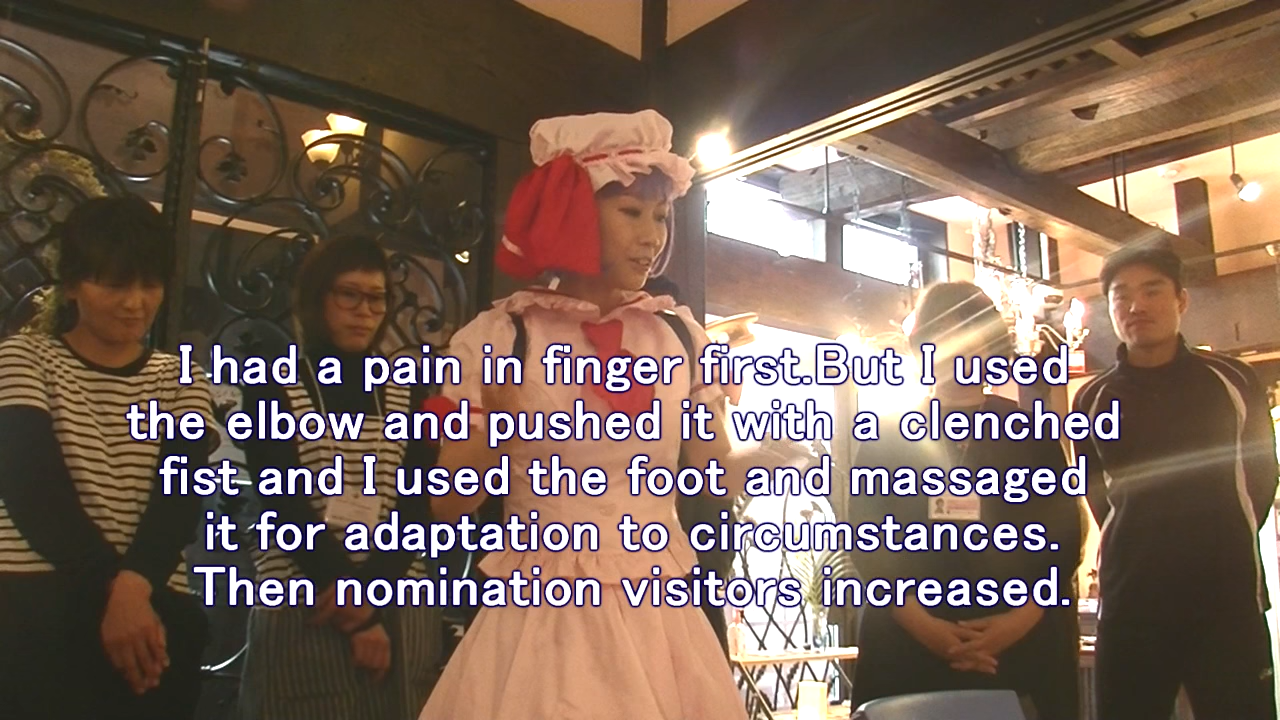 I had a pain in finger first.But I used
the elbow and pushed it with a clenched
fist and I used the foot and massaged
it for adaptation to circumstances.
Then nomination visitors increased.